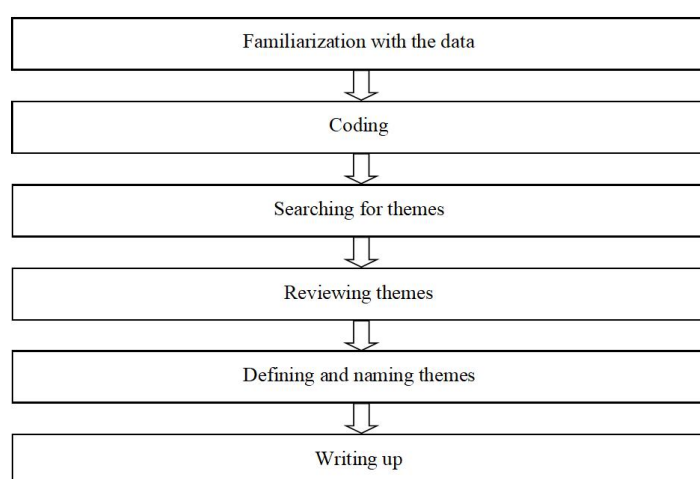 Familiarization with the data
Coding
Searching for themes
Reviewing themes
Defining and naming themes
Writing up